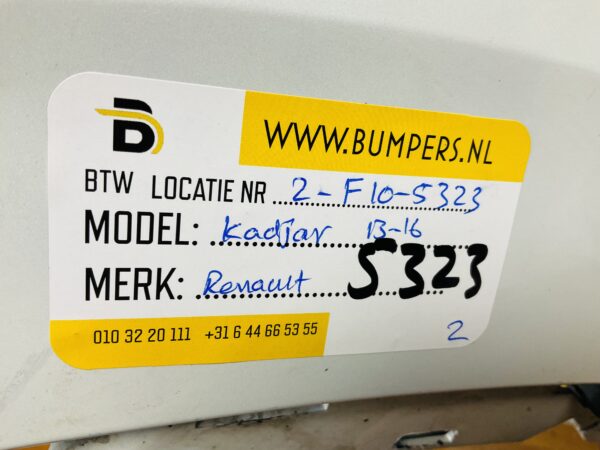 B
WWW.BUMPERS.NL
BTW LOCATIE NR 2-F10-5323
MODEL: Kadjar 13-16
MERK: Renault 5323
010 32 20 111 +31 6 44 66 53 55
2